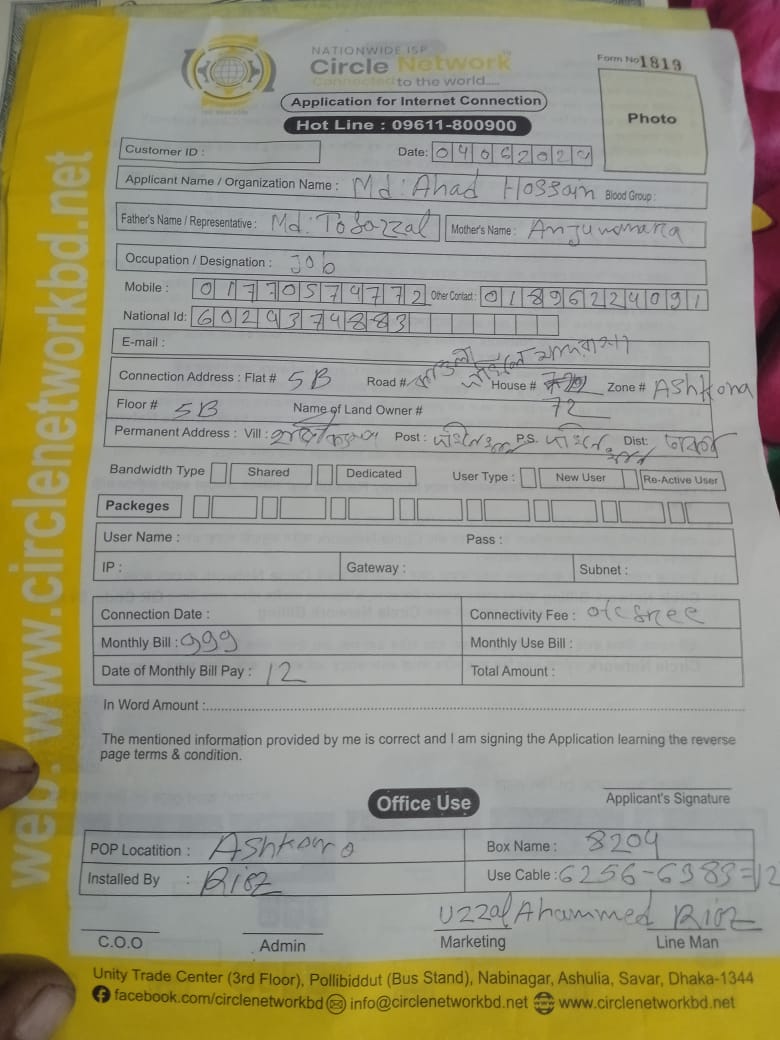 NATIONWIDE ISP
Circle Network
Connected to the world.....
Form No 1819
Application for Internet Connection
Hot Line : 09611-800900
Photo
Customer ID :
Date: 04062024
Applicant Name / Organization Name : Md: Ahad Hossain Blood Group :
Father's Name / Representative : Md: Tofazzal Mother's Name : Anjumanara
Occupation / Designation : Job
Mobile : 01770574772 Other Contact : 01896224091
National Id: 6029374883
E-mail :
Connection Address : Flat # 5B Road # House # 72 Zone # Ashkona
Floor # 5B Name of Land Owner #
Permanent Address : Vill : Post : P.S. Dist:
Bandwidth Type Shared Dedicated User Type : New User Re-Active User
Packeges
User Name : Pass :
IP : Gateway : Subnet :
Connection Date : Connectivity Fee : otc free
Monthly Bill : 999 Monthly Use Bill :
Date of Monthly Bill Pay : 12 Total Amount :
In Word Amount :
The mentioned information provided by me is correct and I am signing the Application learning the reverse
page terms & condition.
Applicant's Signature
Office Use
POP Locatition : Ashkona Box Name : 8204
Installed By : Rioz Use Cable : 6256-6383=12
Uzzal Ahammed Rioz
C.O.O Admin Marketing Line Man
Unity Trade Center (3rd Floor), Pollibiddut (Bus Stand), Nabinagar, Ashulia, Savar, Dhaka-1344
facebook.com/circlenetworkbd info@circlenetworkbd.net www.circlenetworkbd.net
web: www.circlenetworkbd.net